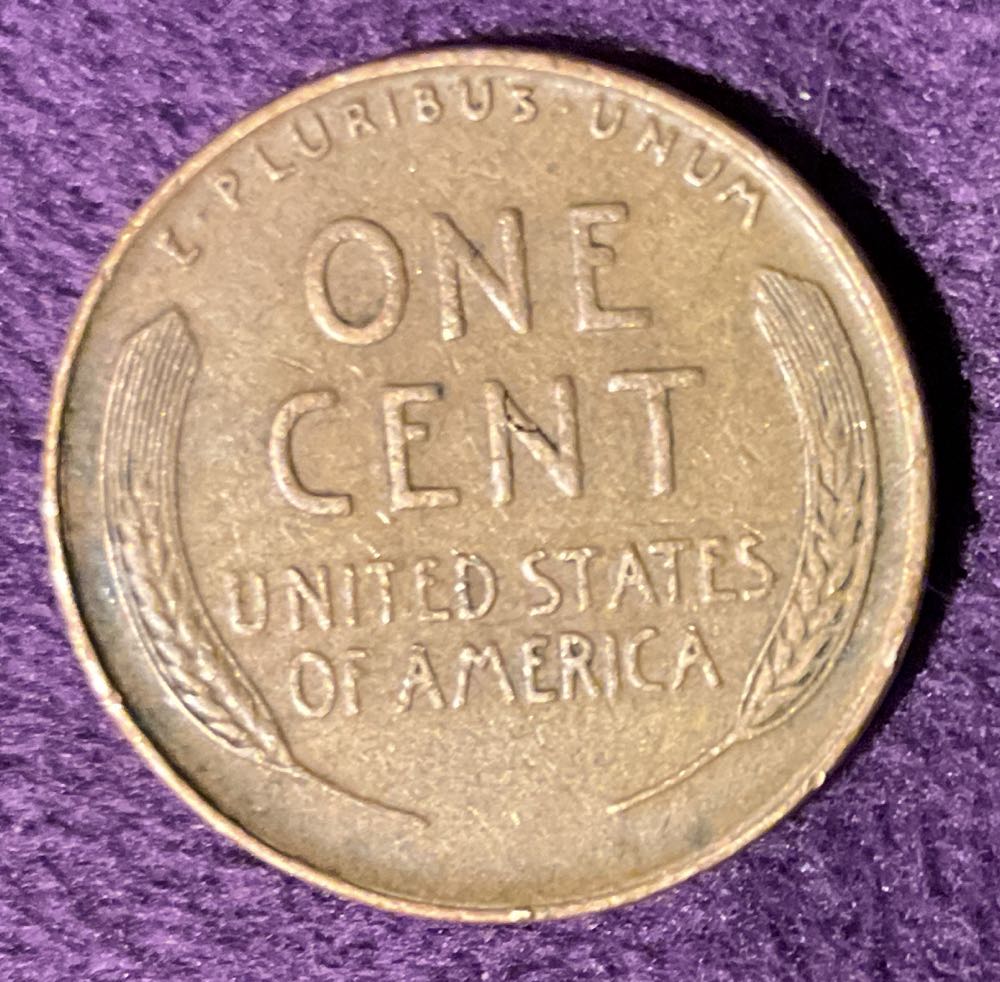 E·PLURIBUS·UNUM
ONE
CENT
UNITED STATES
OF AMERICA